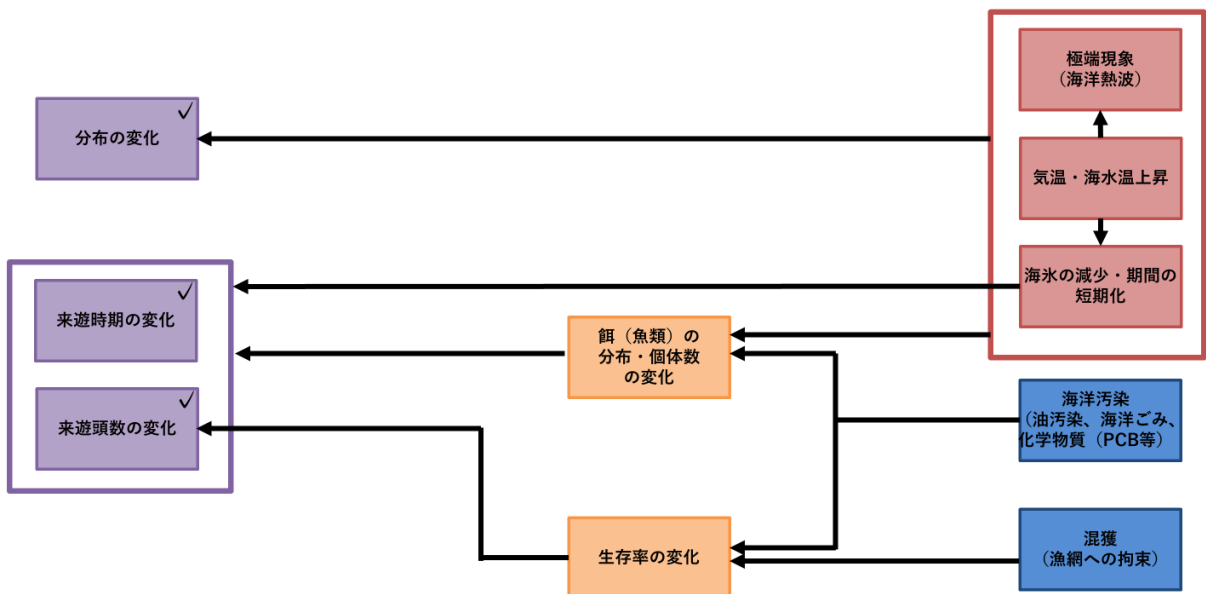 極端現象
（海洋熱波）
分布の変化
✓
気温・海水温上昇
海氷の減少・期間の
短期化
来遊時期の変化
✓
餌（魚類）の
分布・個体数
の変化
来遊頭数の変化
✓
海洋汚染
（油汚染、海洋ごみ、
化学物質（PCB等）
生存率の変化
混獲
（漁網への拘束）